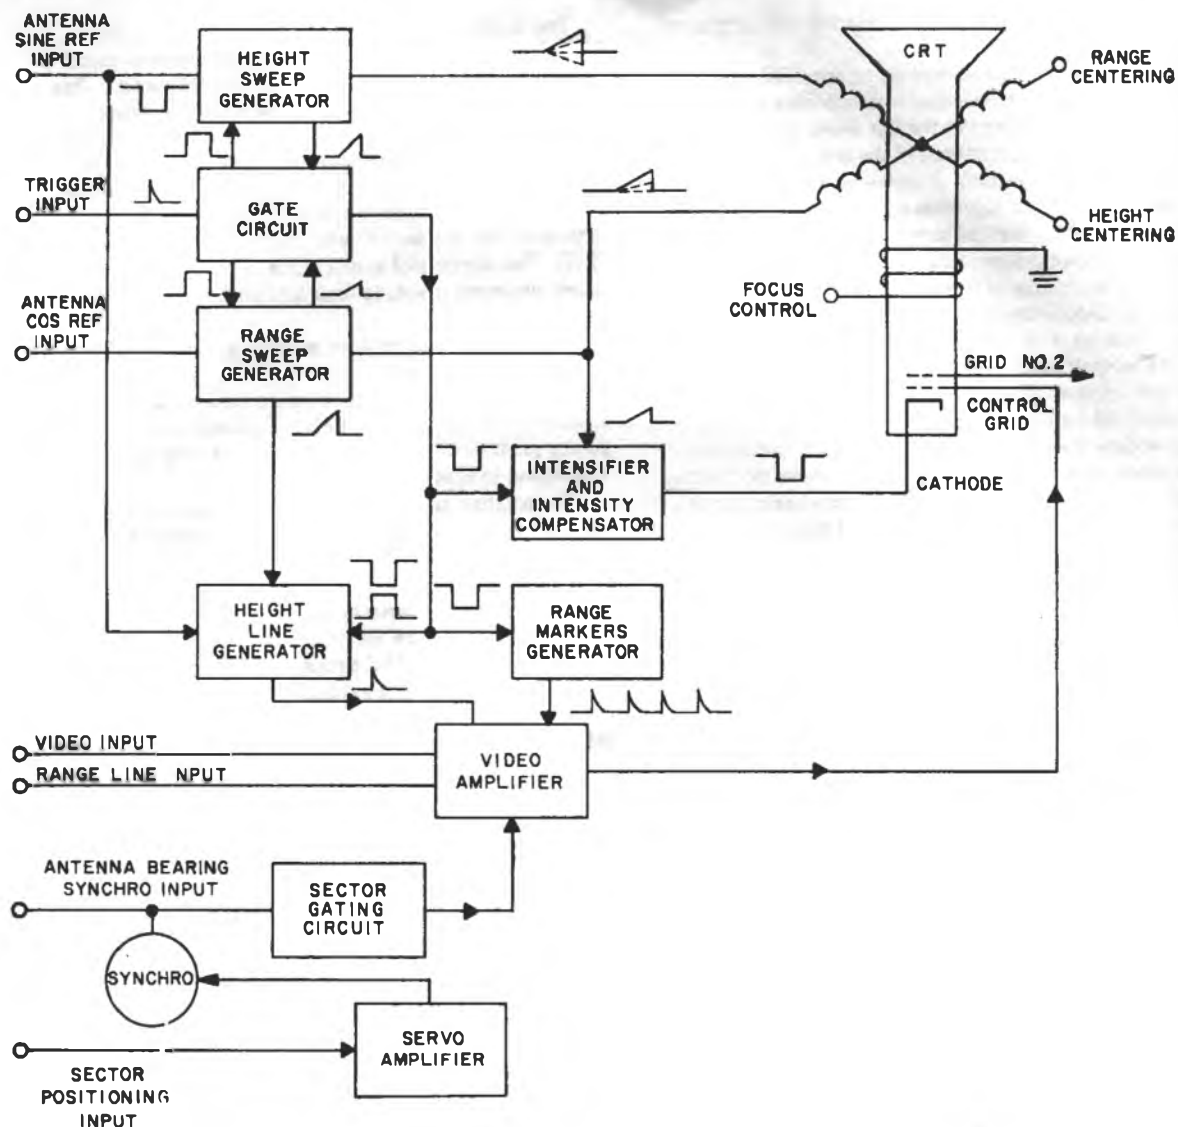 ANTENNA
SINE REF
INPUT
HEIGHT
SWEEP
GENERATOR
CRT
RANGE
CENTERING
TRIGGER
INPUT
GATE
CIRCUIT
HEIGHT
CENTERING
ANTENNA
COS REF
INPUT
RANGE
SWEEP
GENERATOR
FOCUS
CONTROL
GRID NO.2
CONTROL
GRID
CATHODE
INTENSIFIER
AND
INTENSITY
COMPENSATOR
HEIGHT
LINE
GENERATOR
RANGE
MARKERS
GENERATOR
VIDEO INPUT
RANGE LINE NPUT
VIDEO
AMPLIFIER
ANTENNA BEARING
SYNCHRO INPUT
SECTOR
GATING
CIRCUIT
SYNCHRO
SERVO
AMPLIFIER
SECTOR
POSITIONING
INPUT